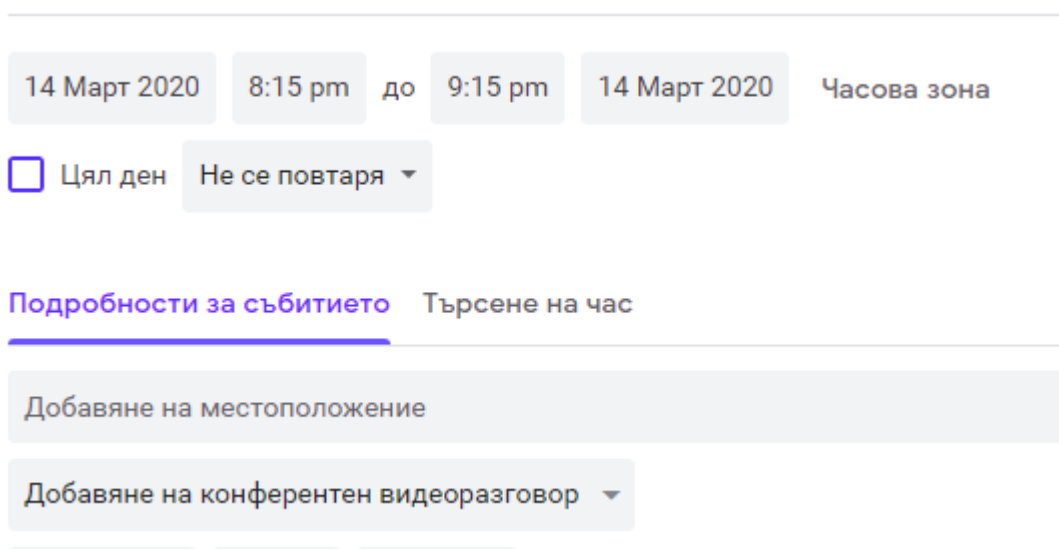 14 Март 2020 8:15 pm до 9:15 pm 14 Март 2020 Часова зона
Цял ден Не се повтаря
Подробности за събитието Търсене на час
Добавяне на местоположение
Добавяне на конферентен видеоразговор